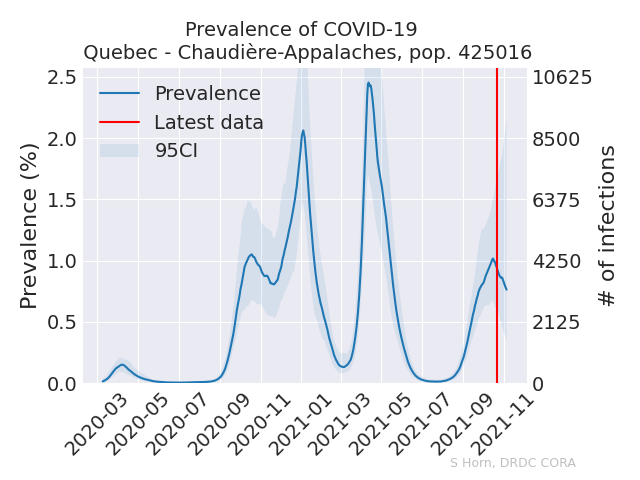 Prevalence of COVID-19
Quebec - Chaudière-Appalaches, pop. 425016
Prevalence (%)
2.5
2.0
1.5
1.0
0.5
0.0
Prevalence
Latest data
95CI
10625
8500
6375
4250
2125
0
# of infections
2020-03
2020-05
2020-07
2020-09
2020-11
2021-01
2021-03
2021-05
2021-07
2021-09
2021-11
S Horn, DRDC CORA